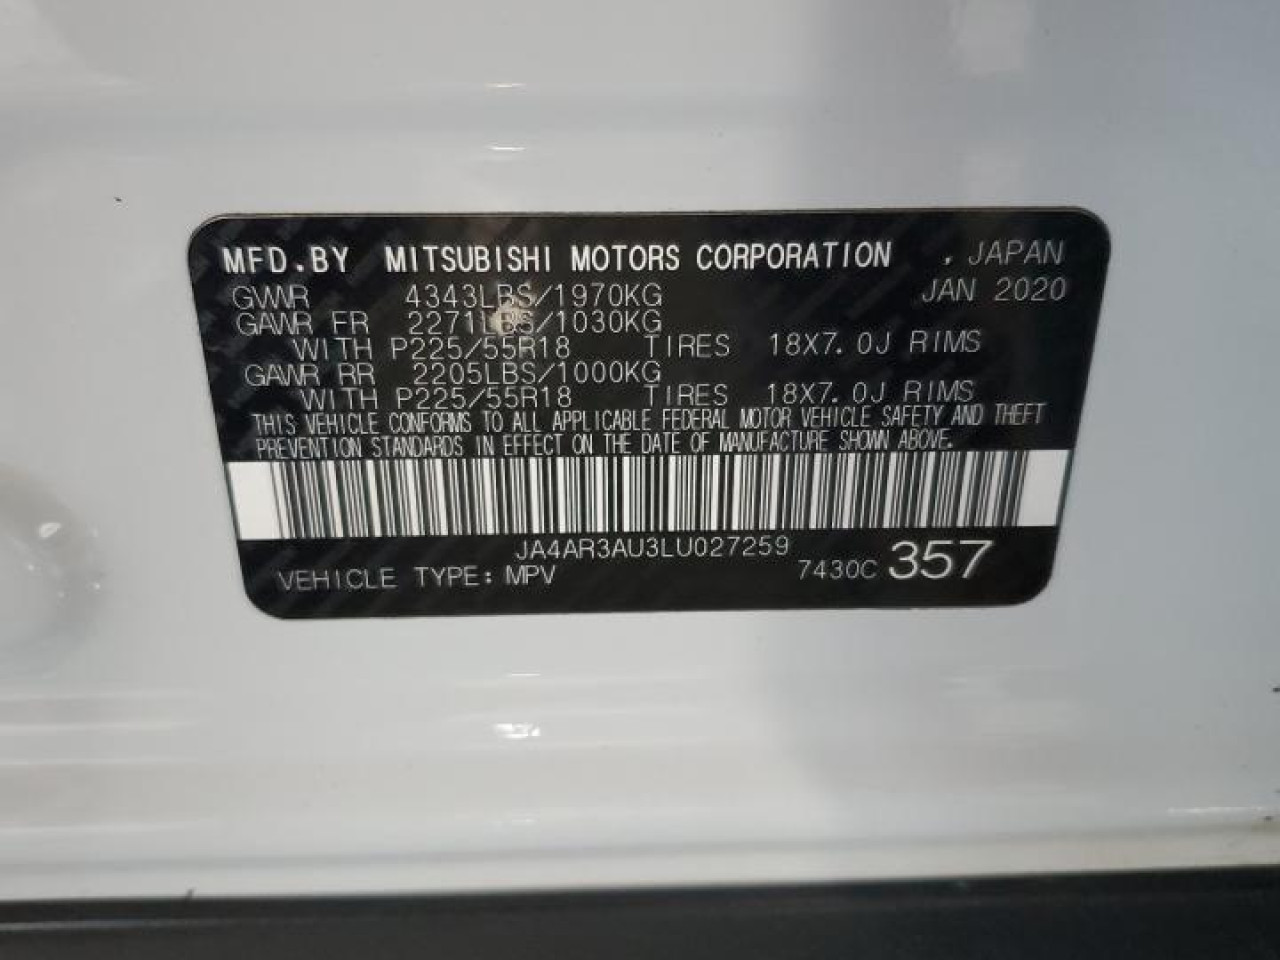 MFD.BY MITSUBISHI MOTORS CORPORATION , JAPAN
GWWR 4343LBS/1970KG JAN 2020
GAWR FR 2271LBS/1030KG
WITH P225/55R18 TIRES 18X7.0J RIMS
GAWR RR 2205LBS/1000KG
WITH P225/55R18 TIRES 18X7.0J RIMS
THIS VEHICLE CONFORMS TO ALL APPLICABLE FEDERAL MOTOR VEHICLE SAFETY AND THEFT
PREVENTION STANDARDS IN EFFECT ON THE DATE OF MANUFACTURE SHOWN ABOVE.
JA4AR3AU3LU027259
VEHICLE TYPE: MPV 7430C 357